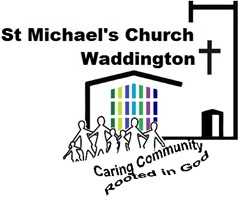 St Michael's Church
Waddington
Caring Community
Rooted in God